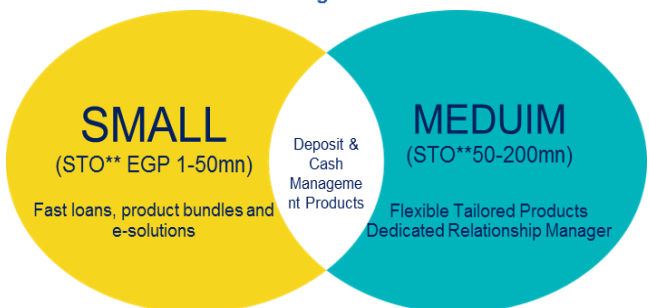 SMALL
(STO** EGP 1-50mn)
Fast loans, product bundles and
e-solutions
Deposit &
Cash
Manageme
nt Products
MEDUIM
(STO**50-200mn)
Flexible Tailored Products
Dedicated Relationship Manager